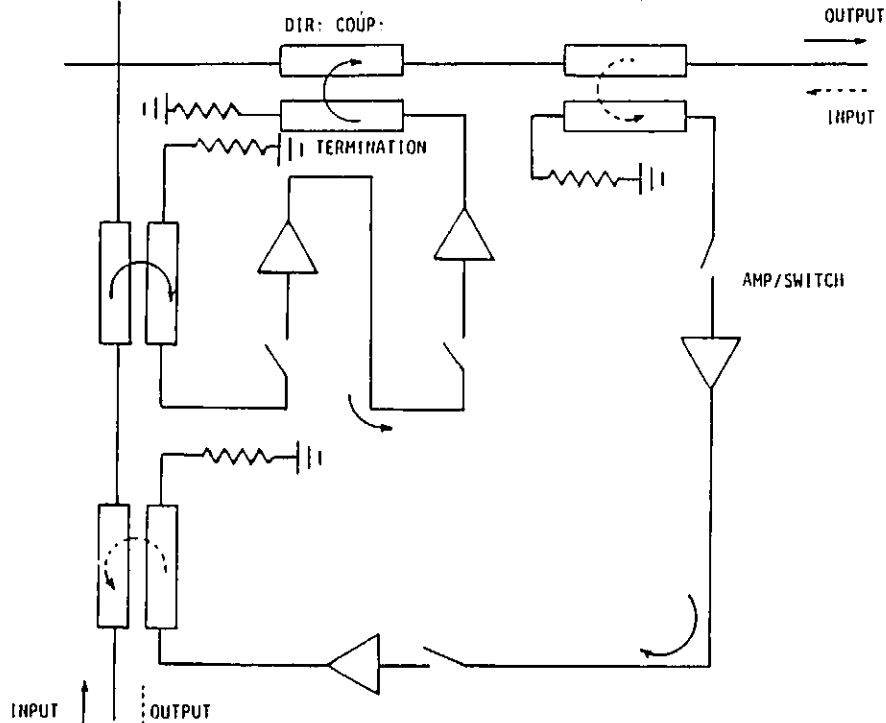 OUTPUT
DIR: COUP:
INPUT
TERMINATION
AMP/SWITCH
INPUT OUTPUT